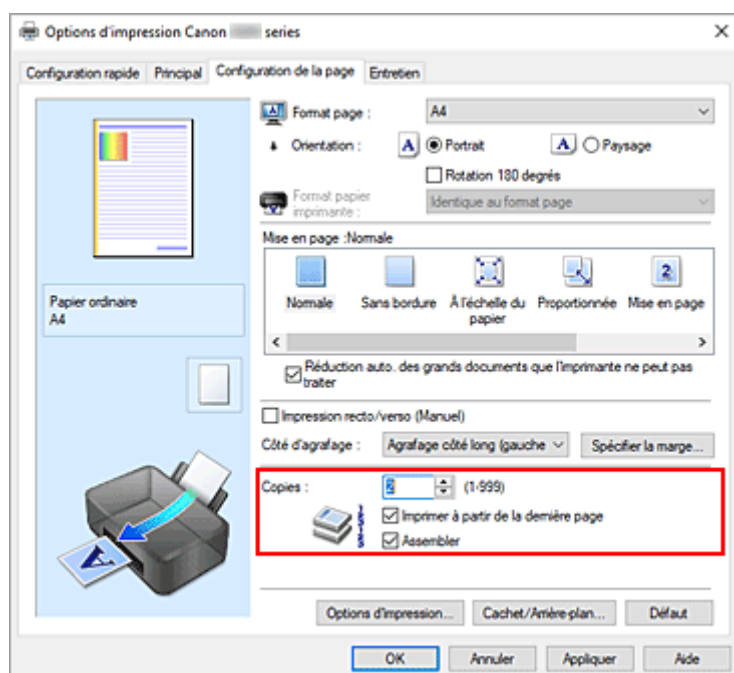 Options d'impression Canon series
Configuration rapide Principal Configuration de la page Entretien
Format page : A4
Orientation : A Portrait A Paysage
Rotation 180 degrés
Format papier
imprimante :
Identique au format page
Mise en page :Normale
Normale Sans bordure À l'échelle du
papier
Proportionnée Mise en page
Papier ordinaire
A4
Réduction auto. des grands documents que l'imprimante ne peut pas
traiter
Impression recto/verso (Manuel)
Côté d'agrafage : Agrafage côté long (gauche Spécifier la marge...
Copies : 2 (1-999)
Imprimer à partir de la dernière page
Assembler
Options d'impression... Cachet/Arrière-plan... Défaut
OK Annuler Appliquer Aide